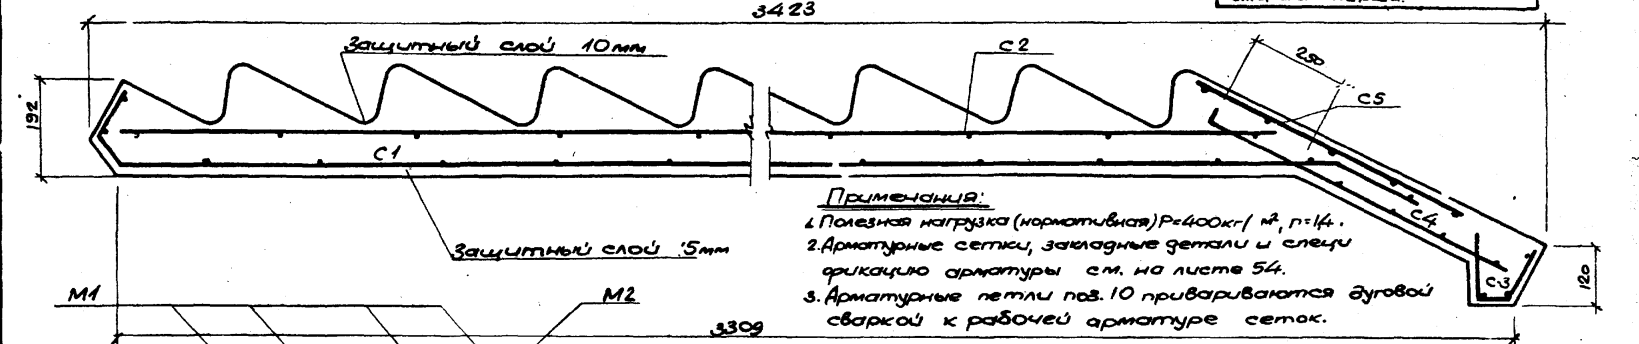 3423
Защитный слой 10мм
С2
250
С5
192
С1
Примечания:
1. Полезная нагрузка (нормативная) Р=400кг/м², n=1,4.
2. Арматурные сетки, закладные детали и специ
фикацию арматуры см. на листе 54.
3. Арматурные петли поз. 10 привариваются дуговой
сваркой к рабочей арматуре сеток.
С4
С-3
120
Защитный слой 5мм
М1
М2
3309